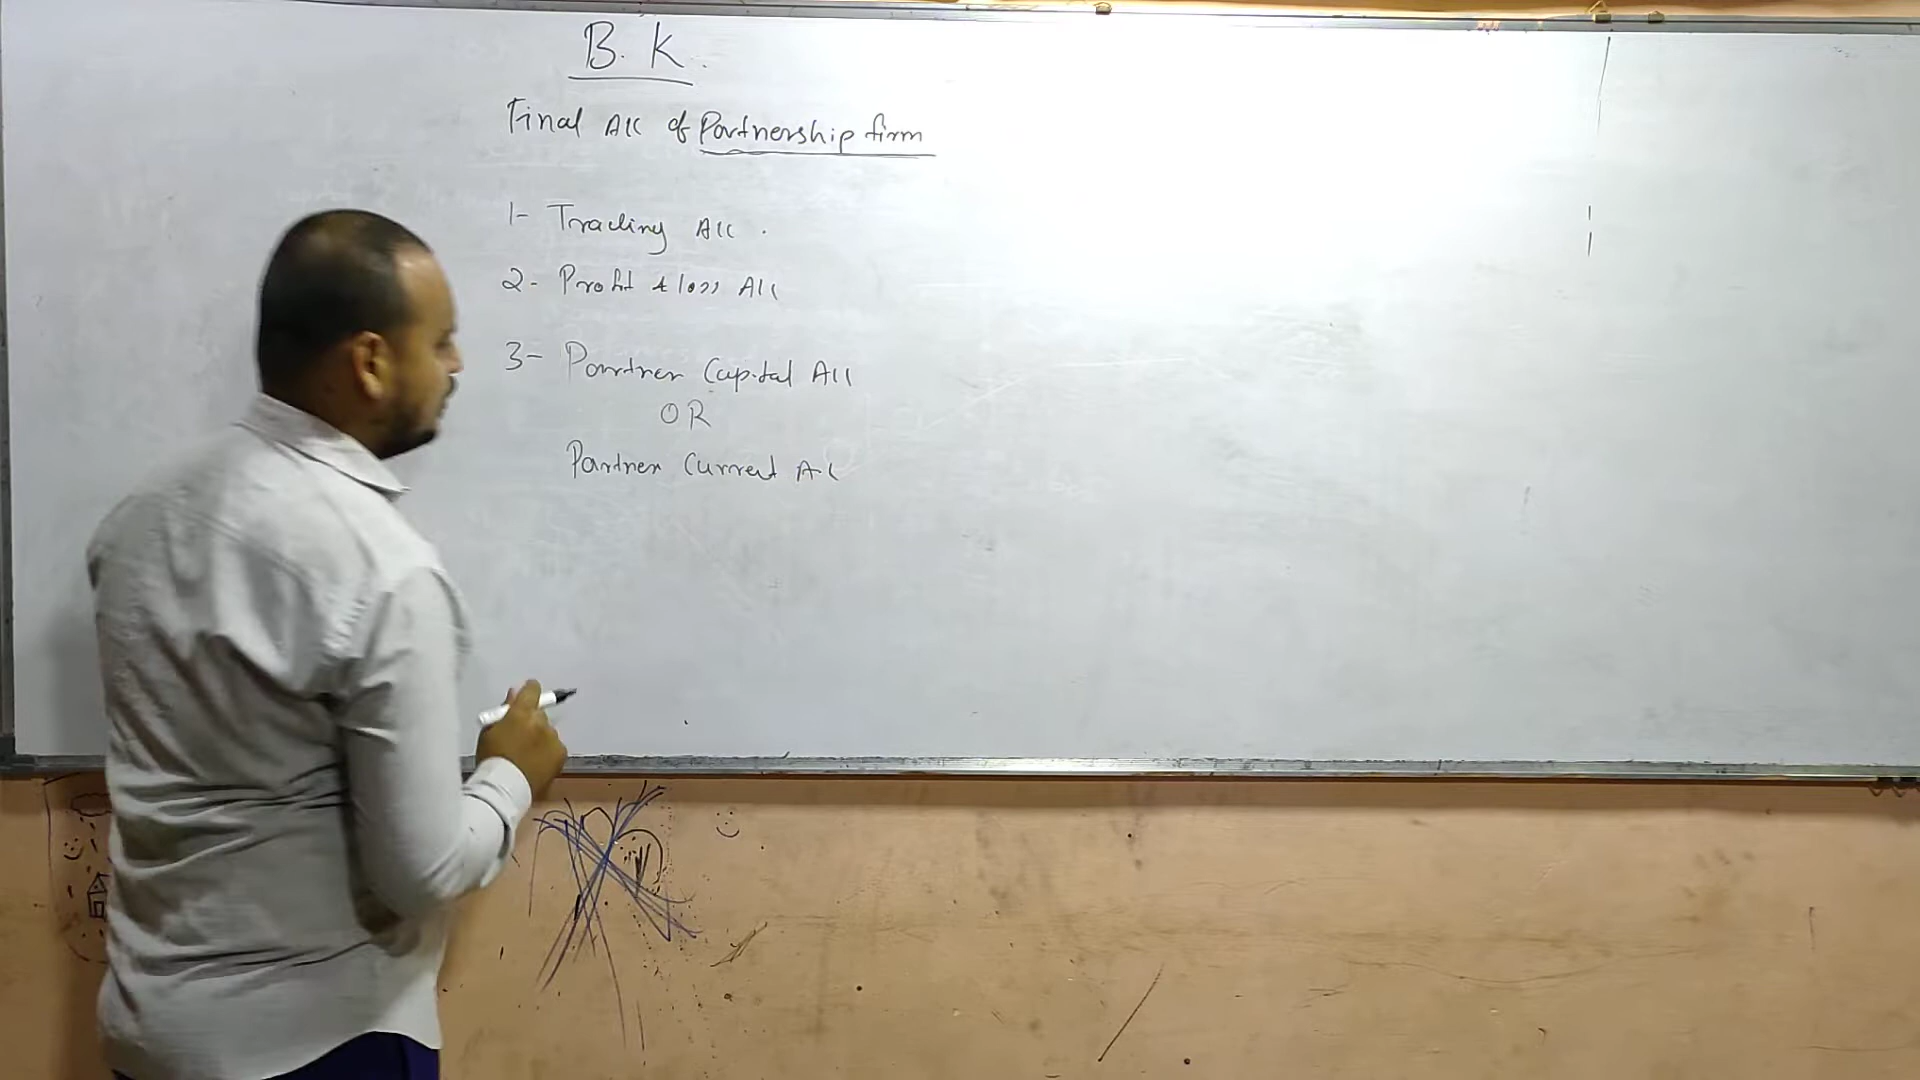 B. K.
Final A/c of Partnership firm
1- Trading A/c .
2- Profit & loss A/c
3- Partner Capital A/c
OR
Partner Current A/c